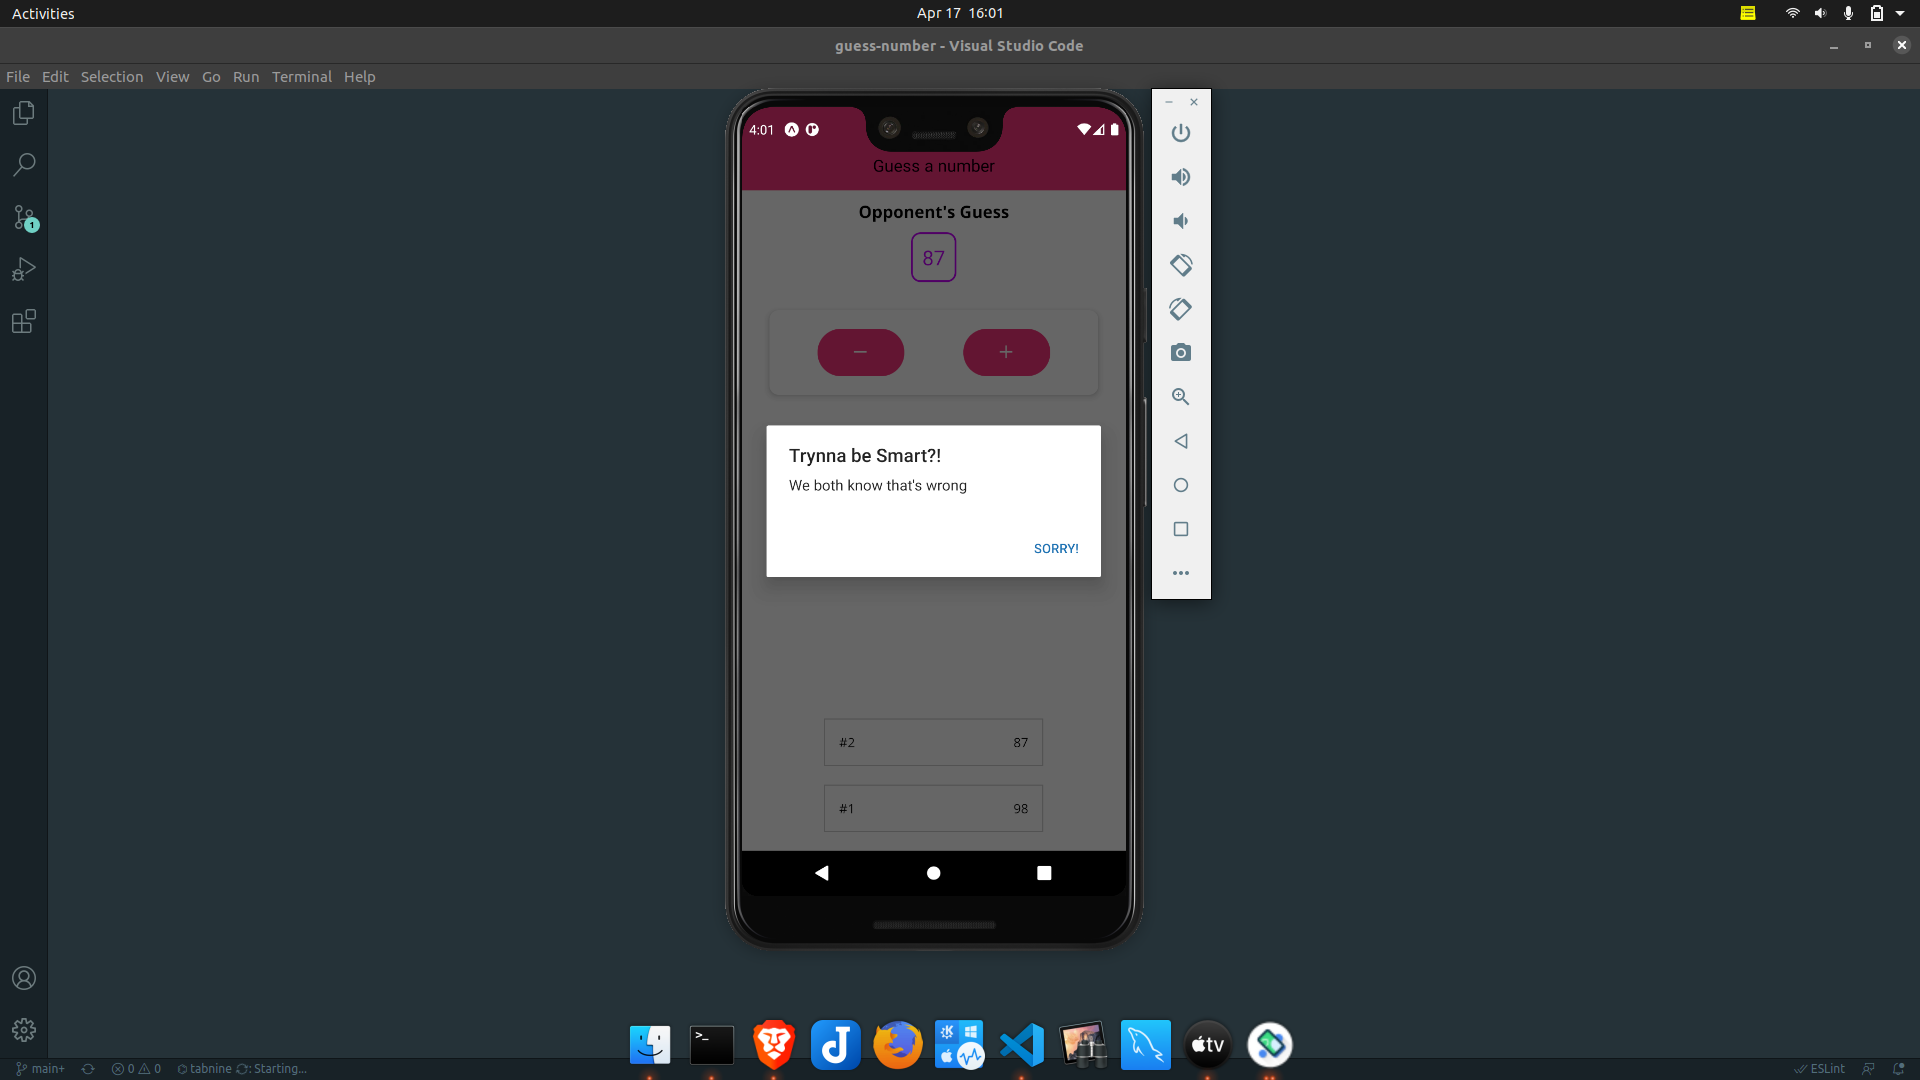 Activities
Apr 17 16:01
guess-number - Visual Studio Code
File Edit Selection View Go Run Terminal Help
1
4:01
Guess a number
Opponent's Guess
87
− +
Trynna be Smart?!
We both know that's wrong
SORRY!
#2 87
#1 98
>_
J
tv
main+ 0 0 tabnine : Starting...
ESLint